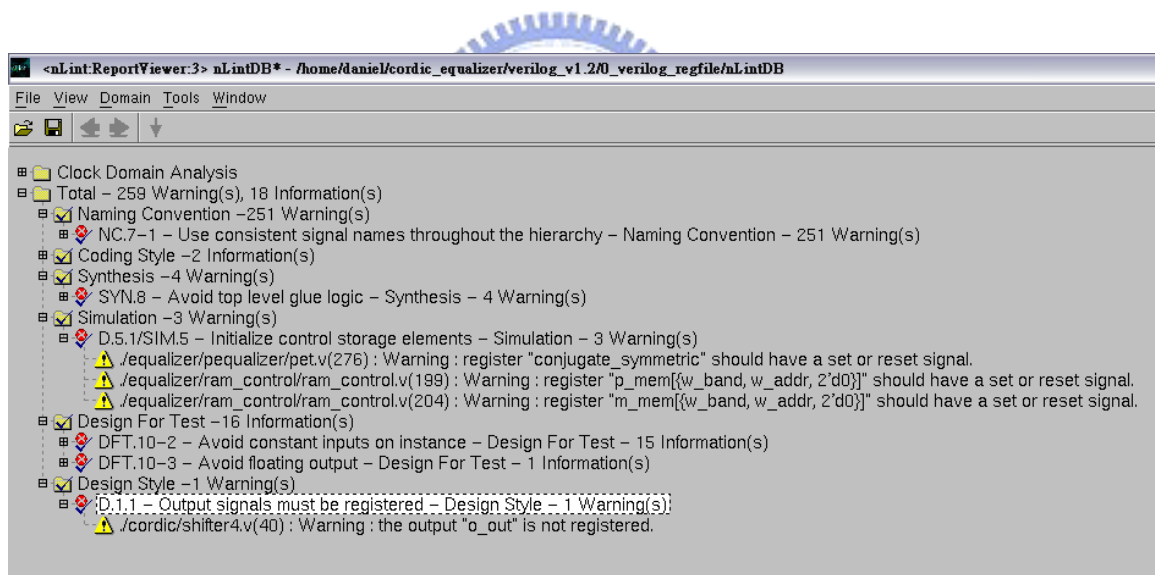 <nLint:ReportViewer:3> nLintDB* - /home/daniel/cordic_equalizer/verilog_v1.2/0_verilog_regfile/nLintDB
File View Domain Tools Window
Clock Domain Analysis
Total – 259 Warning(s), 18 Information(s)
Naming Convention –251 Warning(s)
NC.7–1 – Use consistent signal names throughout the hierarchy – Naming Convention – 251 Warning(s)
Coding Style –2 Information(s)
Synthesis –4 Warning(s)
SYN.8 – Avoid top level glue logic – Synthesis – 4 Warning(s)
Simulation –3 Warning(s)
D.5.1/SIM.5 – Initialize control storage elements – Simulation – 3 Warning(s)
./equalizer/pequalizer/pet.v(276) : Warning : register "conjugate_symmetric" should have a set or reset signal.
./equalizer/ram_control/ram_control.v(199) : Warning : register "p_mem[{w_band, w_addr, 2'd0}]" should have a set or reset signal.
./equalizer/ram_control/ram_control.v(204) : Warning : register "m_mem[{w_band, w_addr, 2'd0}]" should have a set or reset signal.
Design For Test –16 Information(s)
DFT.10–2 – Avoid constant inputs on instance – Design For Test – 15 Information(s)
DFT.10–3 – Avoid floating output – Design For Test – 1 Information(s)
Design Style –1 Warning(s)
D.1.1 – Output signals must be registered – Design Style – 1 Warning(s)
./cordic/shifter4.v(40) : Warning : the output "o_out" is not registered.